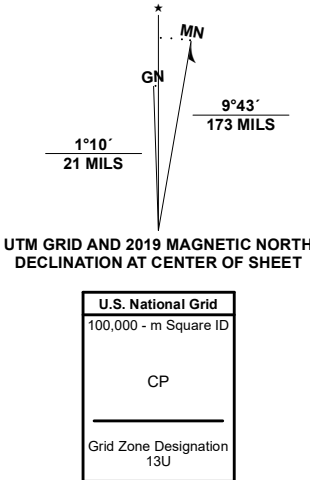 ★
MN
GN
9°43´
173 MILS
1°10´
21 MILS
UTM GRID AND 2019 MAGNETIC NORTH
DECLINATION AT CENTER OF SHEET
U.S. National Grid
100,000 - m Square ID
CP
Grid Zone Designation
13U